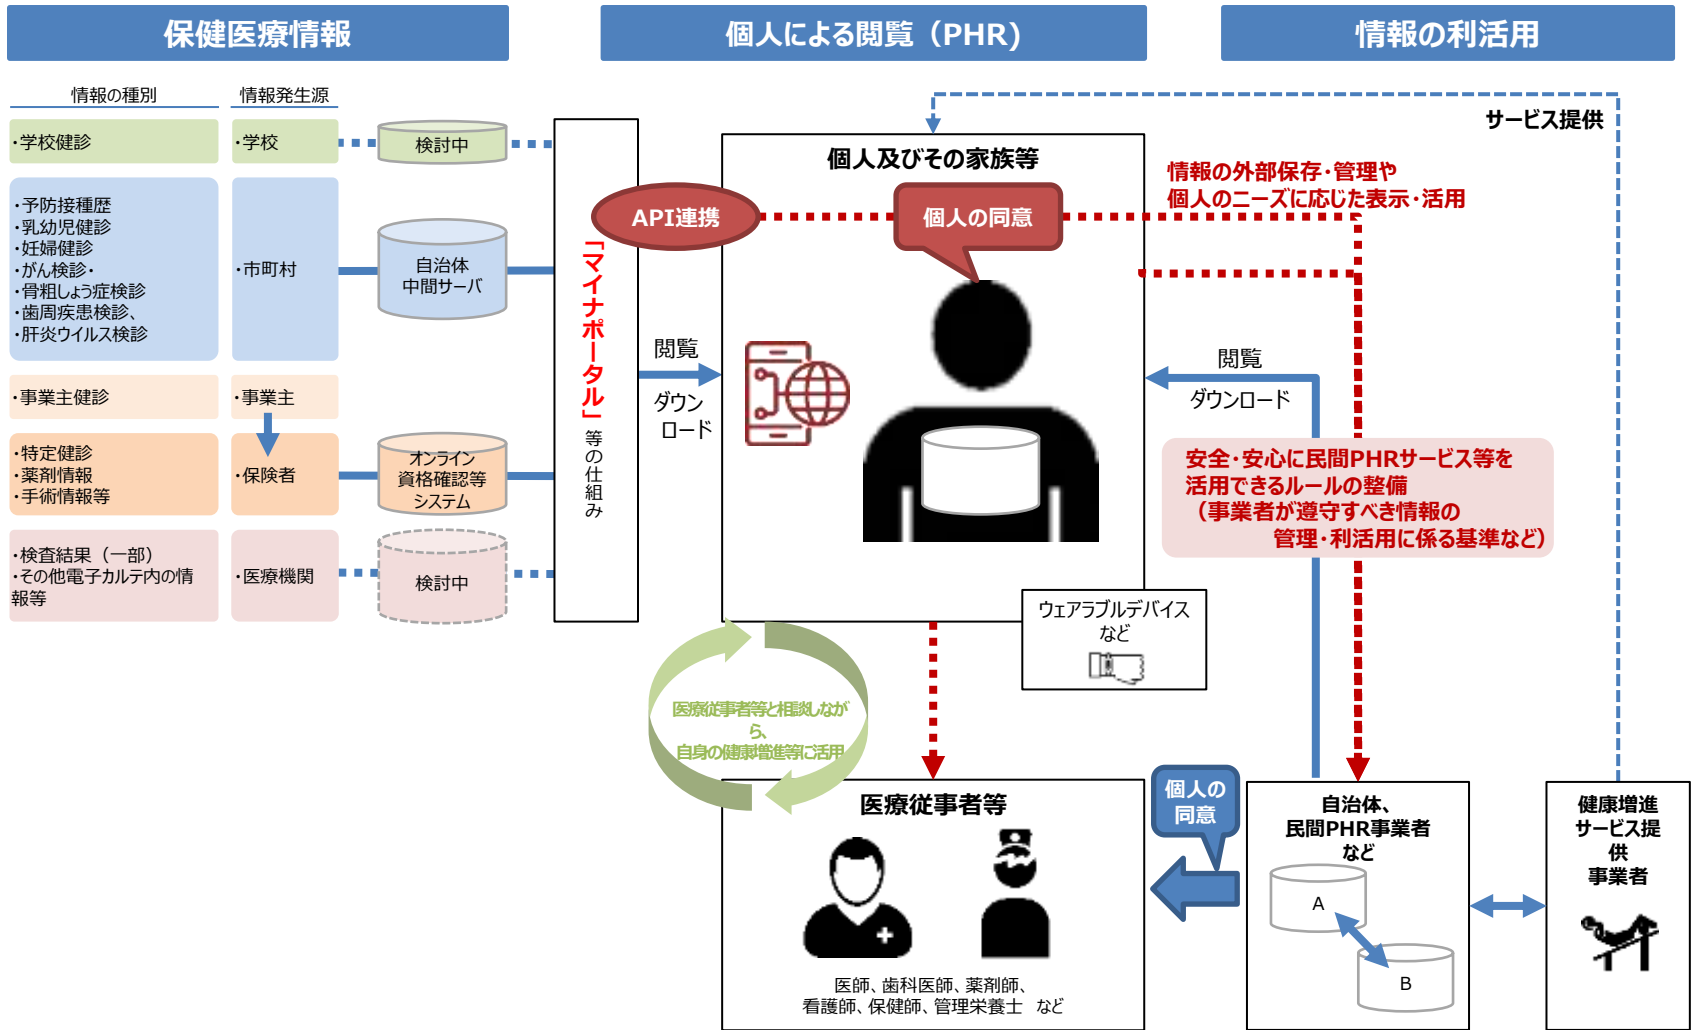 保健医療情報
個人による閲覧（PHR)
情報の利活用
情報の種別
情報発生源
・学校健診
・学校
検討中
・予防接種歴
・乳幼児健診
・妊婦健診
・がん検診・
・骨粗しょう症検診
・歯周疾患検診、
・肝炎ウイルス検診
・市町村
自治体
中間サーバ
・事業主健診
・事業主
・特定健診
・薬剤情報
・手術情報等
・保険者
オンライン
資格確認等
システム
・検査結果（一部）
・その他電子カルテ内の情
報等
・医療機関
検討中
「マイナポータル」等の仕組み
API連携
閲覧
ダウン
ロード
個人及びその家族等
個人の同意
ウェアラブルデバイス
など
サービス提供
情報の外部保存・管理や
個人のニーズに応じた表示・活用
閲覧
ダウンロード
安全・安心に民間PHRサービス等を
活用できるルールの整備
（事業者が遵守すべき情報の
管理・利活用に係る基準など）
医療従事者等と相談しなが
ら、
自身の健康増進等に活用
医療従事者等
医師、歯科医師、薬剤師、
看護師、保健師、管理栄養士 など
個人の
同意
自治体、
民間PHR事業者
など
A
B
健康増進
サービス提
供
事業者